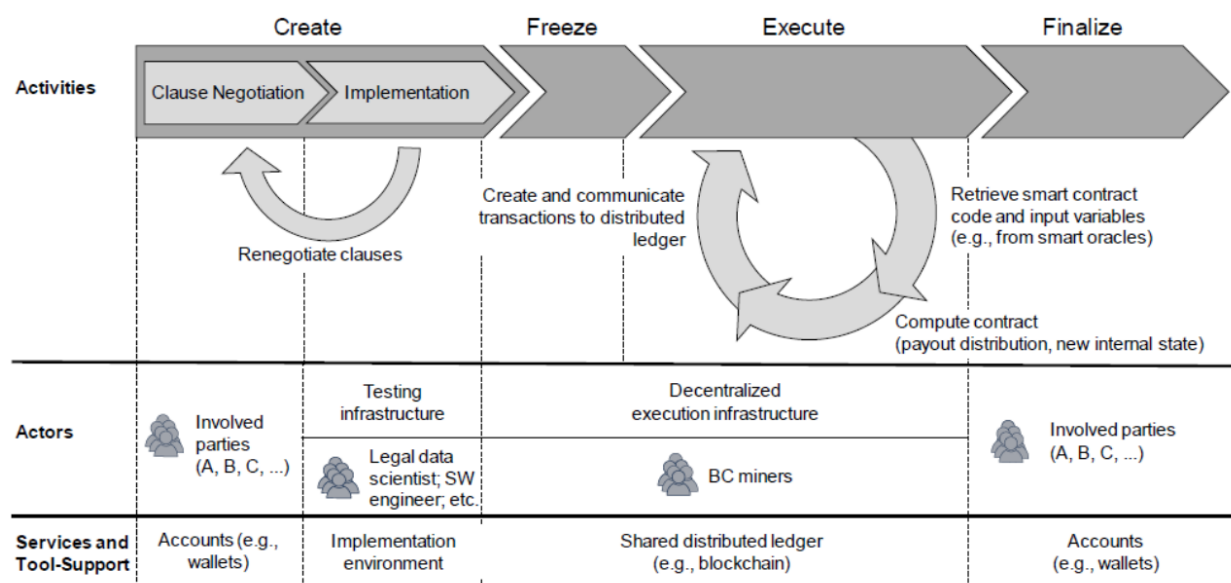 Create
Freeze
Execute
Finalize
Activities
Clause Negotiation
Implementation
Renegotiate clauses
Create and communicate
transactions to distributed
ledger
Retrieve smart contract
code and input variables
(e.g., from smart oracles)
Compute contract
(payout distribution, new internal state)
Actors
Involved
parties
(A, B, C, ...)
Testing
infrastructure
Legal data
scientist; SW
engineer; etc.
Decentralized
execution infrastructure
BC miners
Involved parties
(A, B, C, ...)
Services and
Tool-Support
Accounts (e.g.,
wallets)
Implementation
environment
Shared distributed ledger
(e.g., blockchain)
Accounts
(e.g., wallets)